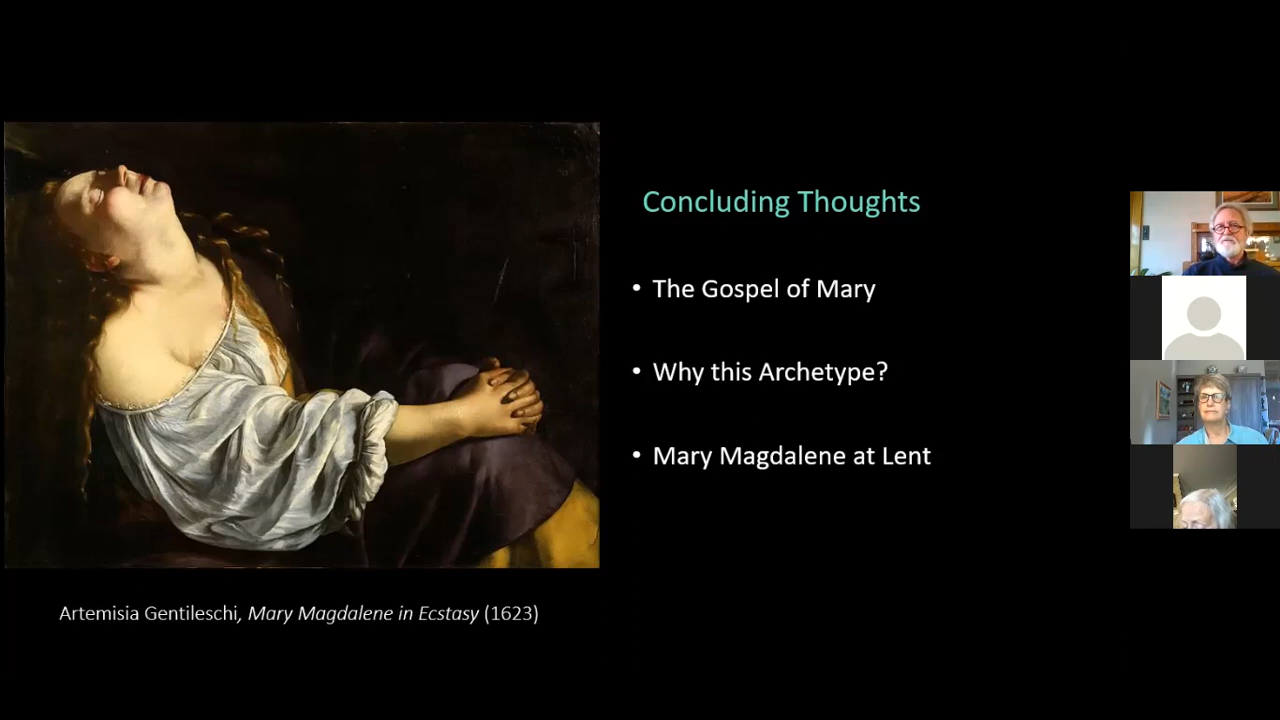 Concluding Thoughts
• The Gospel of Mary
• Why this Archetype?
• Mary Magdalene at Lent
Artemisia Gentileschi, Mary Magdalene in Ecstasy (1623)